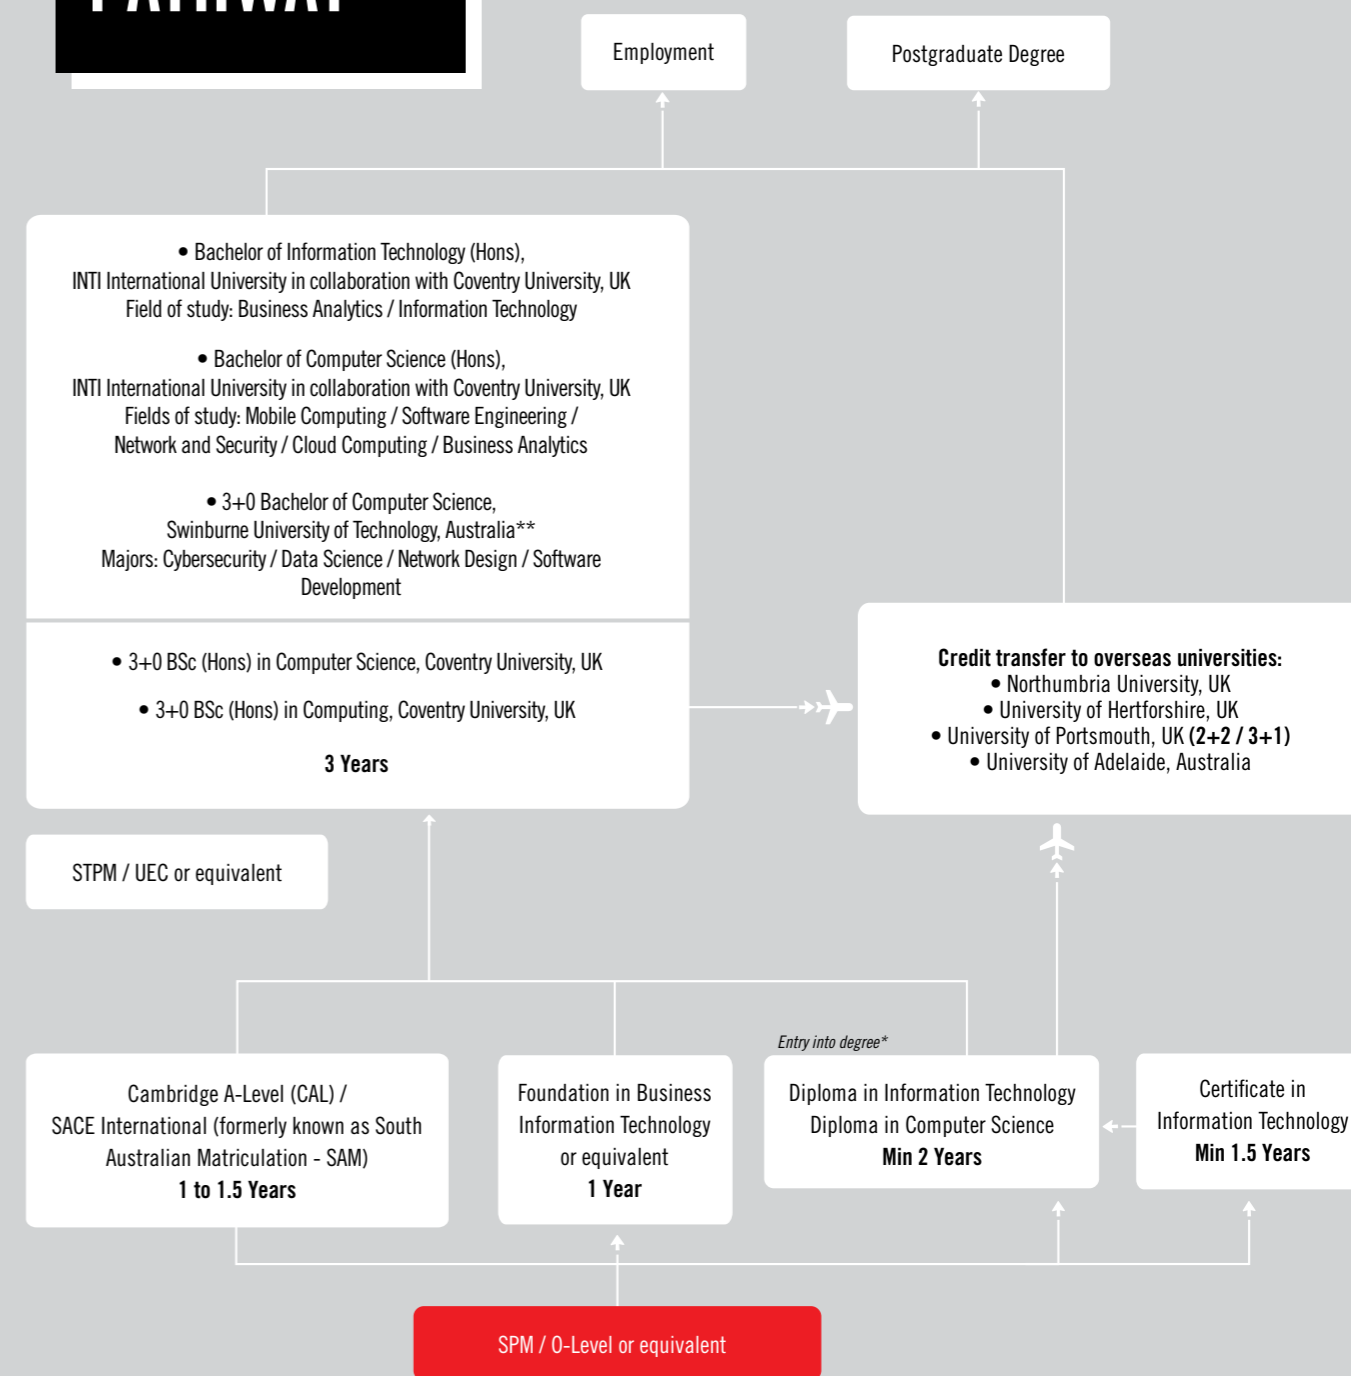 PATHWAY
Employment
Postgraduate Degree
• Bachelor of Information Technology (Hons),
INTI International University in collaboration with Coventry University, UK
Field of study: Business Analytics / Information Technology
• Bachelor of Computer Science (Hons),
INTI International University in collaboration with Coventry University, UK
Fields of study: Mobile Computing / Software Engineering /
Network and Security / Cloud Computing / Business Analytics
• 3+0 Bachelor of Computer Science,
Swinburne University of Technology, Australia**
Majors: Cybersecurity / Data Science / Network Design / Software
Development
• 3+0 BSc (Hons) in Computer Science, Coventry University, UK
• 3+0 BSc (Hons) in Computing, Coventry University, UK
3 Years
Credit transfer to overseas universities:
• Northumbria University, UK
• University of Hertforshire, UK
• University of Portsmouth, UK (2+2 / 3+1)
• University of Adelaide, Australia
STPM / UEC or equivalent
Entry into degree*
Cambridge A-Level (CAL) /
SACE International (formerly known as South
Australian Matriculation - SAM)
1 to 1.5 Years
Foundation in Business
Information Technology
or equivalent
1 Year
Diploma in Information Technology
Diploma in Computer Science
Min 2 Years
Certificate in
Information Technology
Min 1.5 Years
SPM / O-Level or equivalent